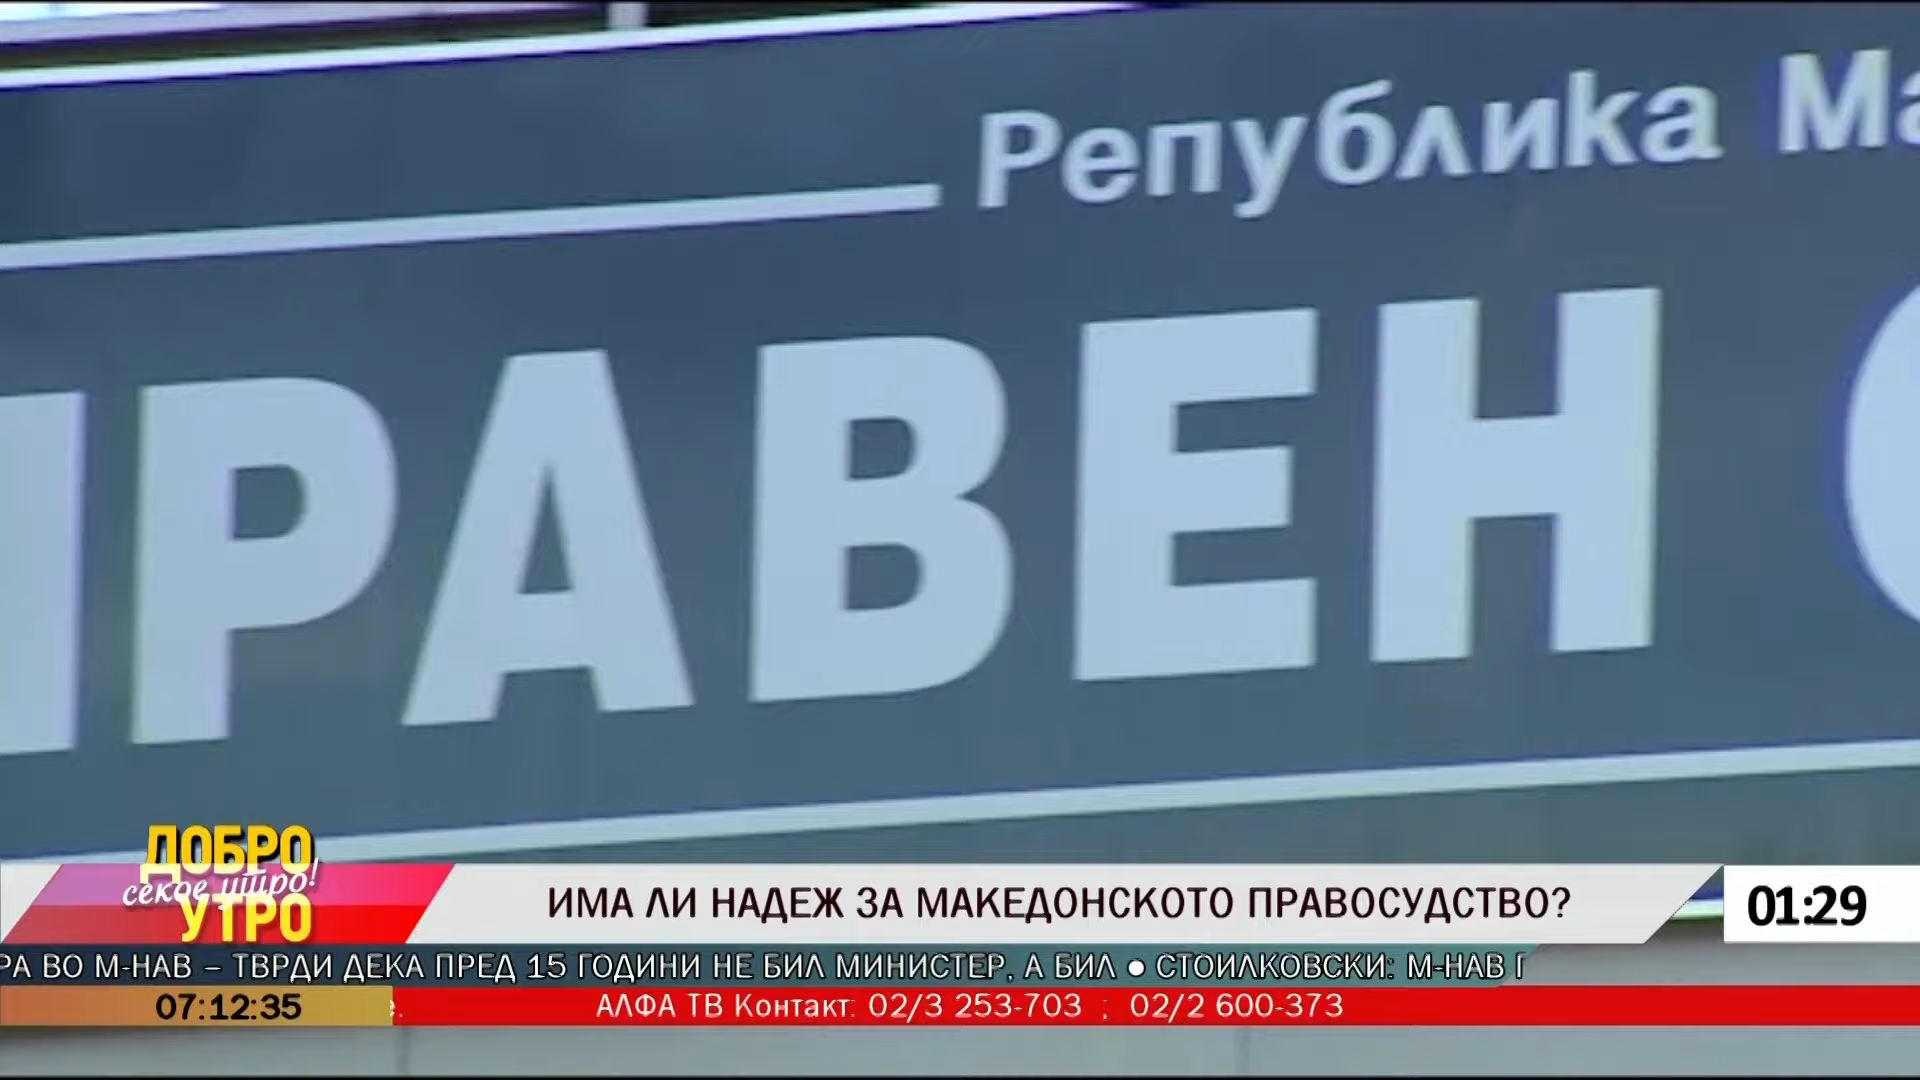 Република Ма
ПРАВЕН
ДОБРО
секое утро!
УТРО
ИМА ЛИ НАДЕЖ ЗА МАКЕДОНСКОТО ПРАВОСУДСТВО?
01:29
РА ВО М-НАВ – ТВРДИ ДЕКА ПРЕД 15 ГОДИНИ НЕ БИЛ МИНИСТЕР, А БИЛ ● СТОИЛКОВСКИ: М-НАВ
07:12:35
АЛФА ТВ Контакт: 02/3 253-703 ; 02/2 600-373